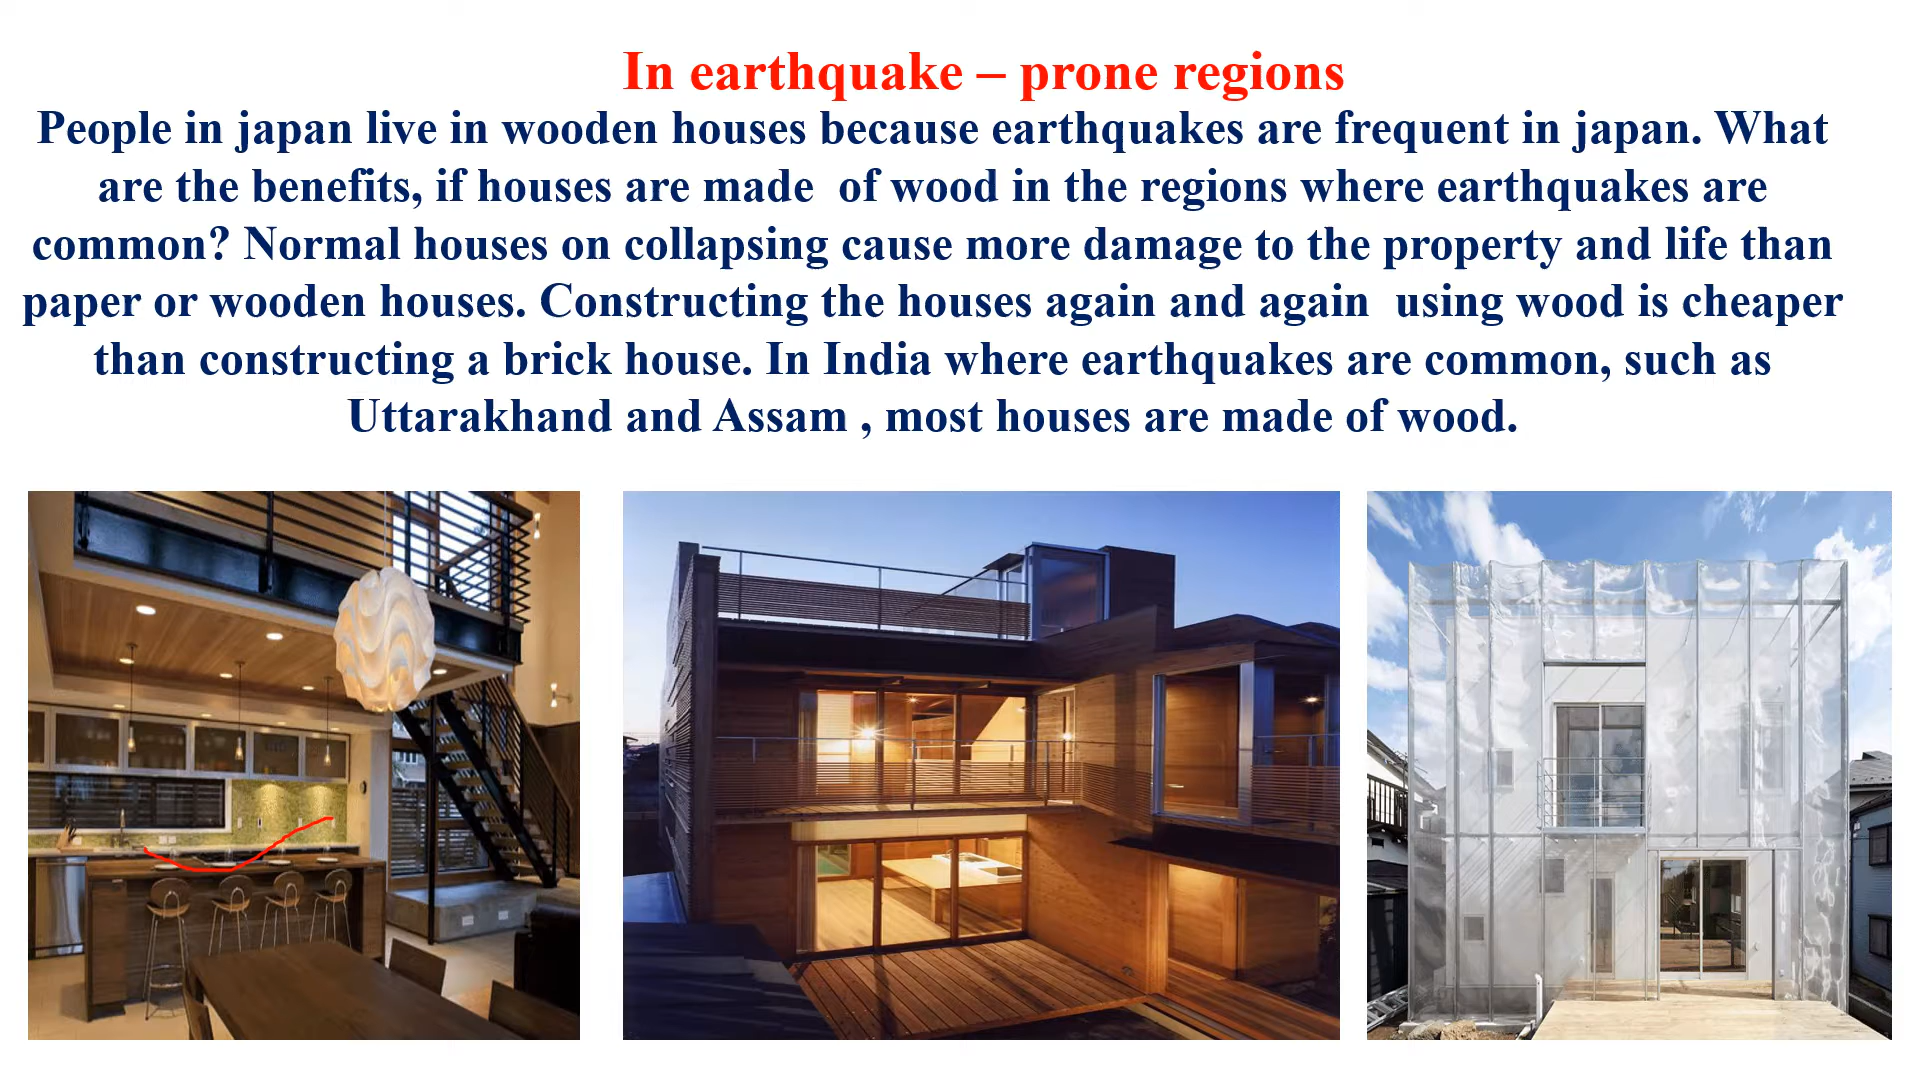 In earthquake – prone regions
People in japan live in wooden houses because earthquakes are frequent in japan. What
are the benefits, if houses are made  of wood in the regions where earthquakes are
common? Normal houses on collapsing cause more damage to the property and life than
paper or wooden houses. Constructing the houses again and again  using wood is cheaper
than constructing a brick house. In India where earthquakes are common, such as
Uttarakhand and Assam , most houses are made of wood.